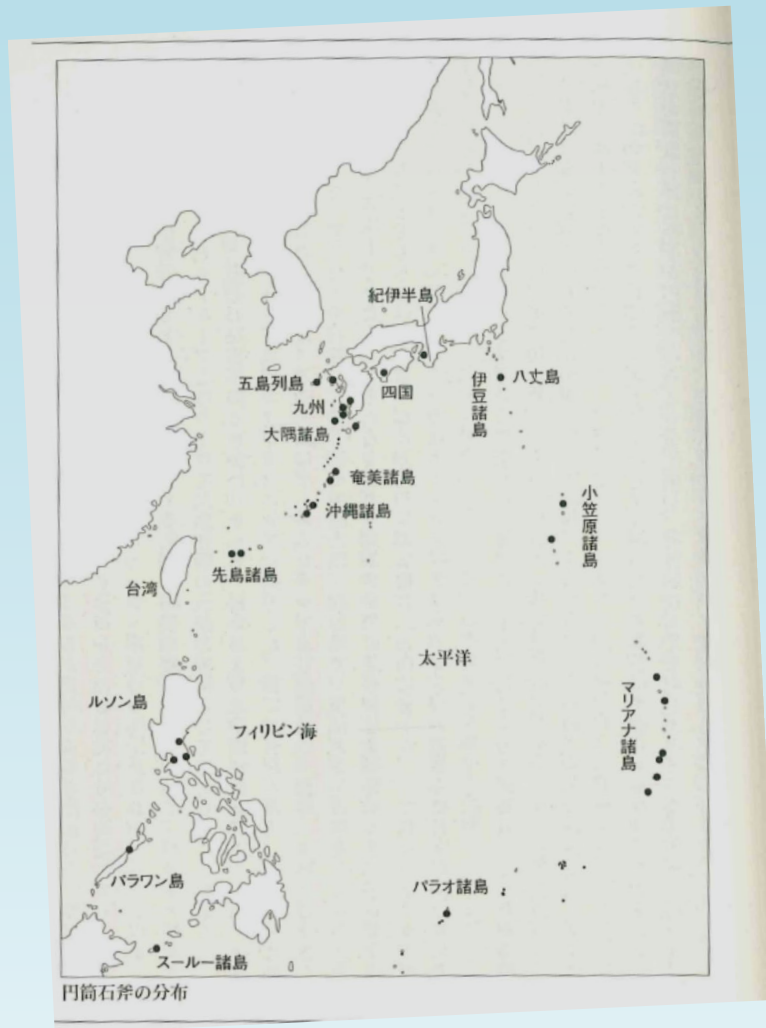 紀伊半島
五島列島
四国
八丈島
伊豆諸島
九州
大隅諸島
奄美諸島
小笠原諸島
沖縄諸島
先島諸島
台湾
太平洋
ルソン島
フィリピン海
マリアナ諸島
パラワン島
パラオ諸島
スールー諸島
円筒石斧の分布